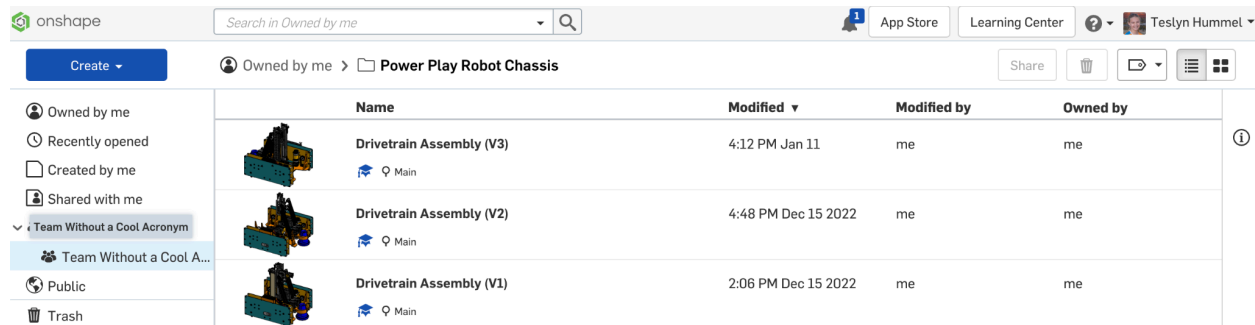 onshape
Search in Owned by me
1
App Store
Learning Center
Teslyn Hummel
Create
Owned by me > Power Play Robot Chassis
Share
Owned by me
Recently opened
Created by me
Shared with me
Team Without a Cool Acronym
Team Without a Cool A...
Public
Trash
Name Modified Modified by Owned by
Drivetrain Assembly (V3) 4:12 PM Jan 11 me me
Main
Drivetrain Assembly (V2) 4:48 PM Dec 15 2022 me me
Main
Drivetrain Assembly (V1) 2:06 PM Dec 15 2022 me me
Main